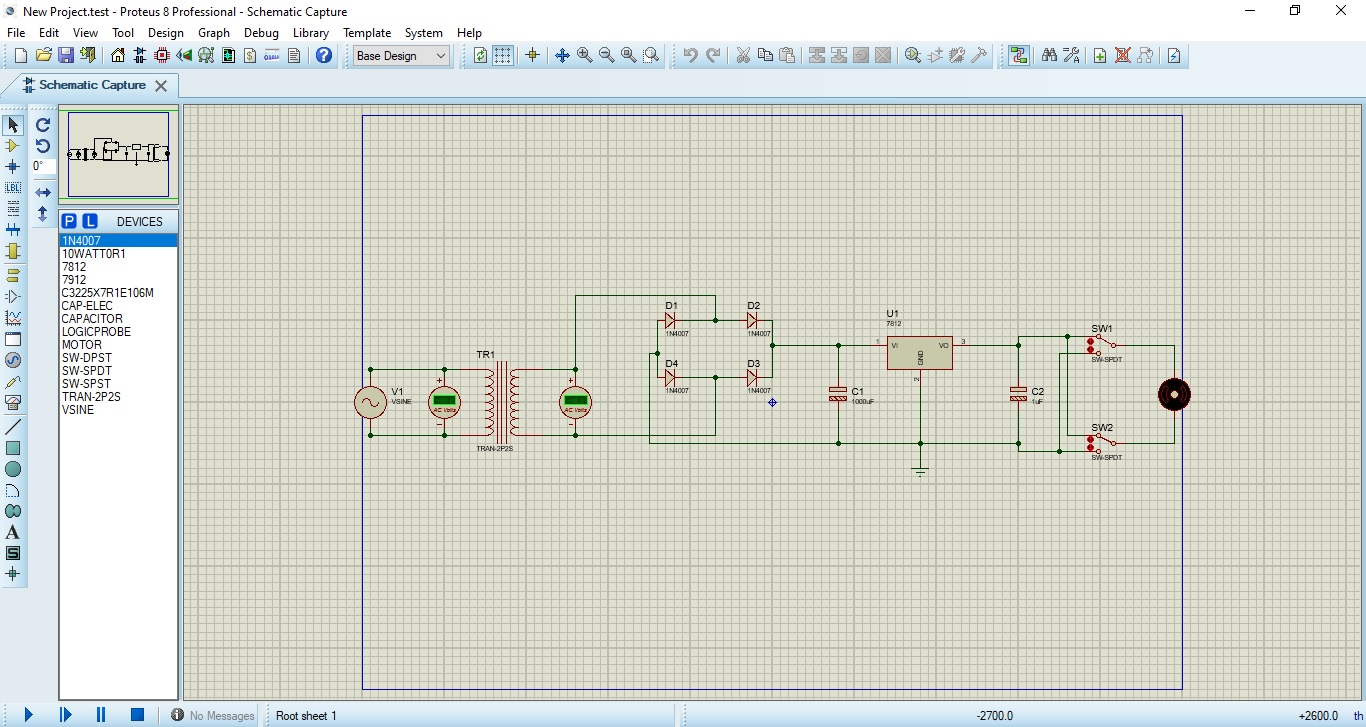 New Project.test - Proteus 8 Professional - Schematic Capture
File Edit View Tool Design Graph Debug Library Template System Help
Base Design
Schematic Capture
0°
LBL
P L DEVICES
1N4007
10WATT0R1
7812
7912
C3225X7R1E106M
CAP-ELEC
CAPACITOR
LOGICPROBE
MOTOR
SW-DPST
SW-SPDT
SW-SPST
TRAN-2P2S
VSINE
A
S
V1
VSINE
AC Volts
TR1
TRAN-2P2S
AC Volts
D1
1N4007
D2
1N4007
D4
1N4007
D3
1N4007
C1
1000uF
U1
7812
1 VI VO 3
GND
2
C2
1uF
SW1
SW-SPDT
SW2
SW-SPDT
No Messages Root sheet 1 -2700.0 +2600.0 th